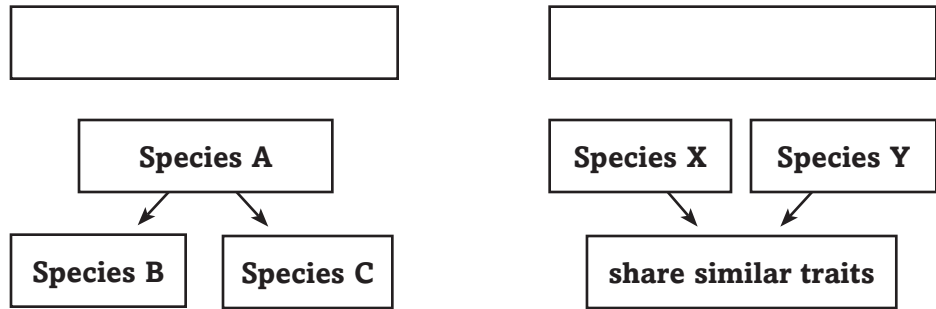 Species A
Species B
Species C
Species X
Species Y
share similar traits